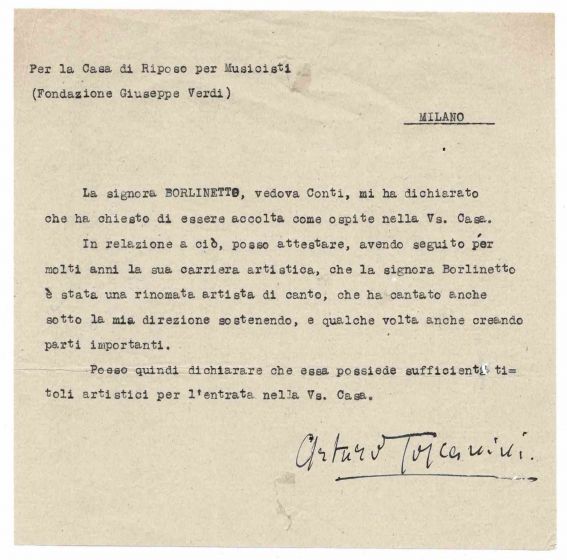 Per la Casa di Riposo per Musicisti
(Fondazione Giuseppe Verdi)
MILANO
La signora BORLINETTO, vedova Conti, mi ha dichiarato
che ha chiesto di essere accolta come ospite nella Vs. Casa.
In relazione a ciò, posso attestare, avendo seguito per
molti anni la sua carriera artistica, che la signora Borlinetto
è stata una rinomata artista di canto, che ha cantato anche
sotto la mia direzione sostenendo, e qualche volta anche creando
parti importanti.
Posso quindi dichiarare che essa possiede sufficienti ti=
toli artistici per l'entrata nella Vs. Casa.
Arturo Toscanini.